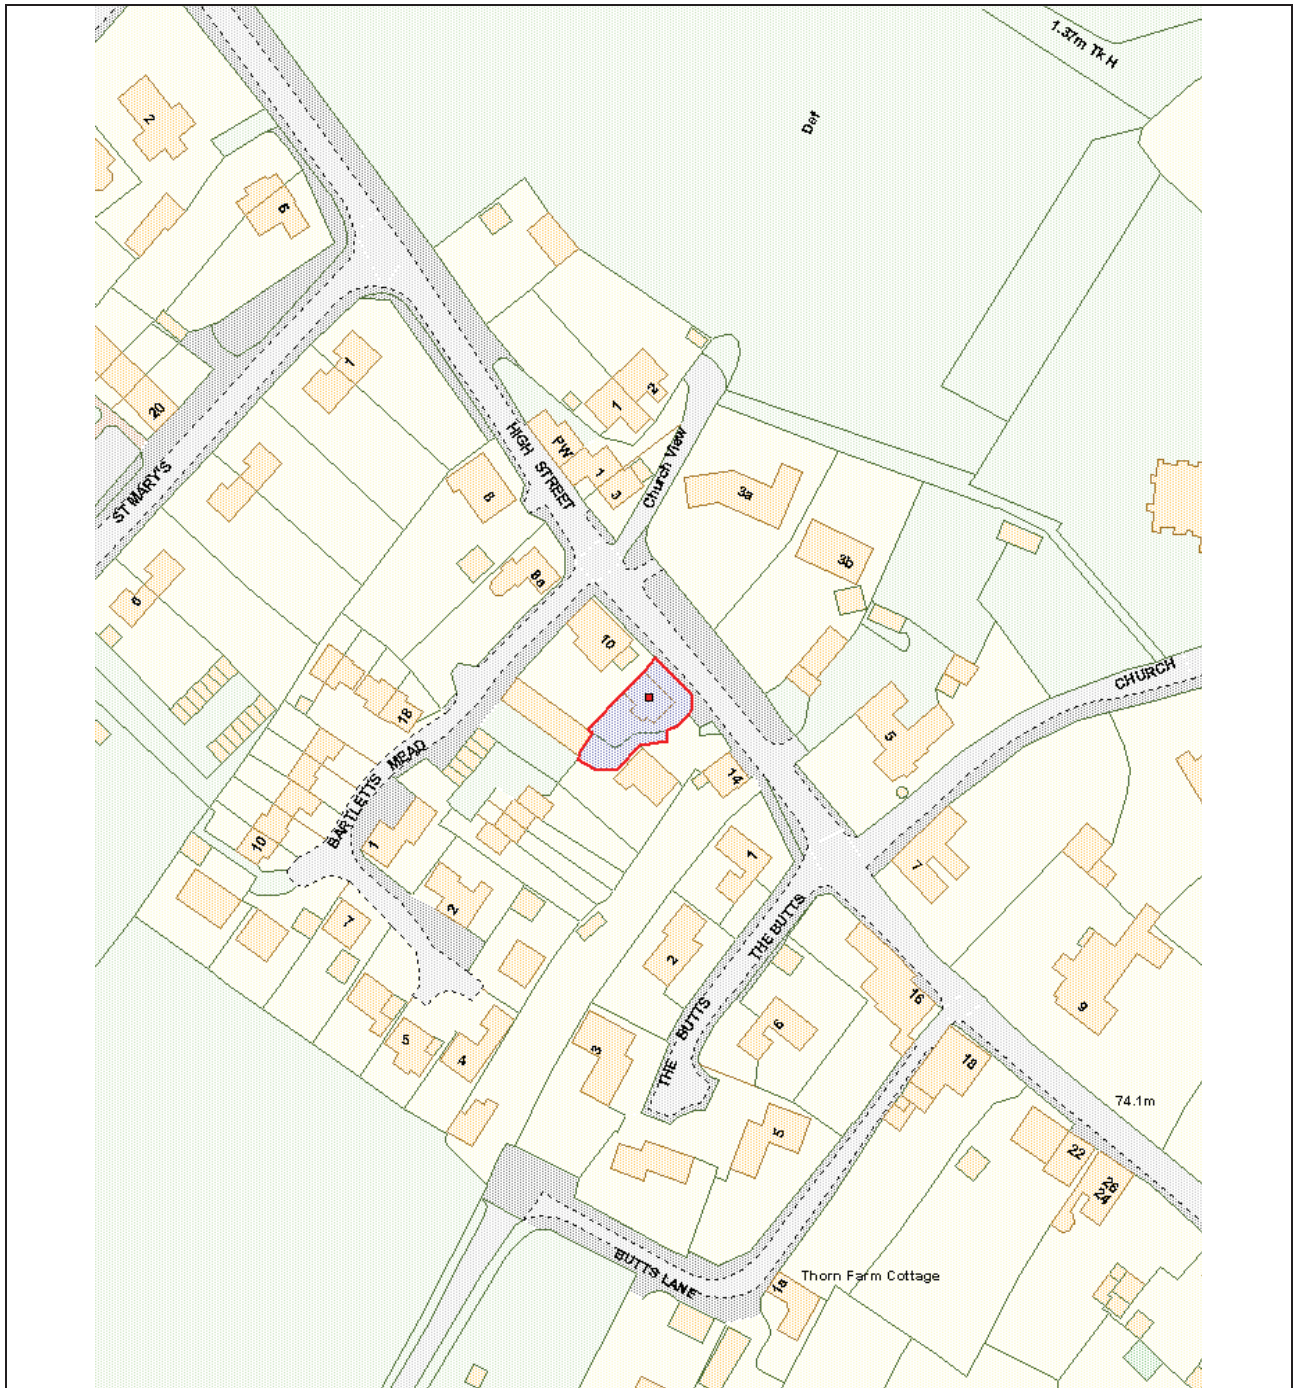 1.37m Tk H
Def
2
6
1
20
ST MARY'S
HIGH STREET
PW
1
2
1
3
Church View
8
8a
3a
3b
6
10
18
CHURCH
5
BARTLETTS MEAD
14
10
1
1
7
2
7
THE BUTTS
2
16
9
6
THE BUTTS
3
5
4
18
74.1m
5
22
26
24
BUTTS LANE
1a
Thorn Farm Cottage